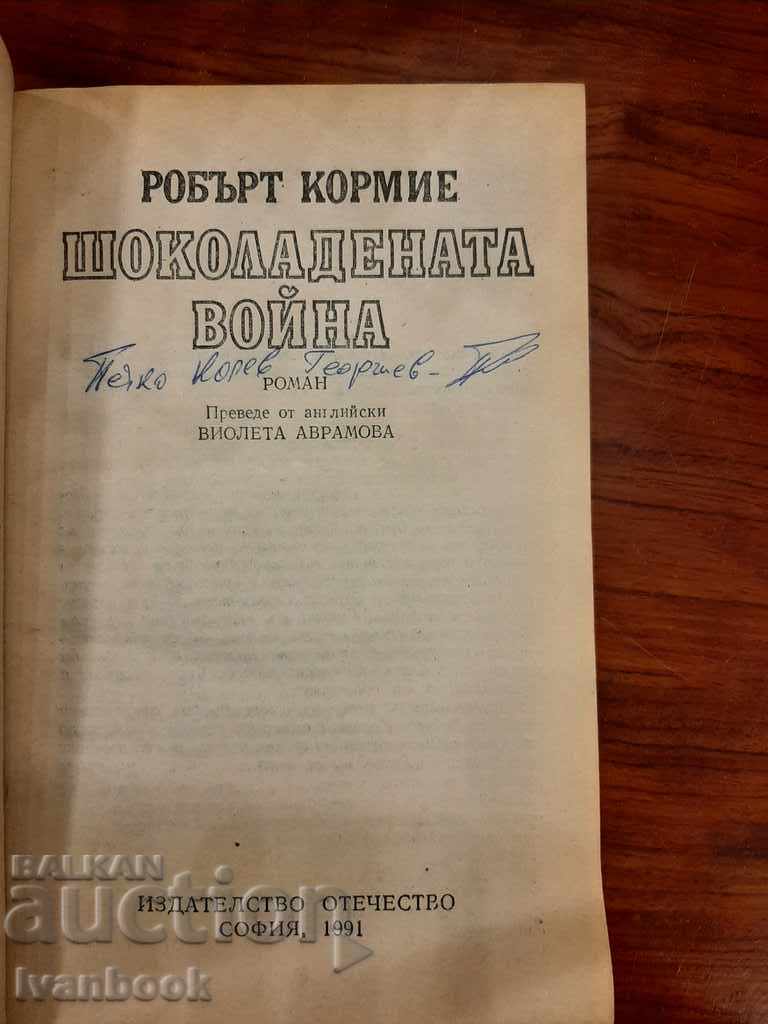 РОБЪРТ КОРМИЕ
ШОКОЛАДЕНАТА
ВОЙНА
Пейко Колев Георгиев -
РОМАН
Преведе от английски
ВИОЛЕТА АВРАМОВА
BALKAN
auction
ИЗДАТЕЛСТВО ОТЕЧЕСТВО
СОФИЯ, 1991
Ivanbook